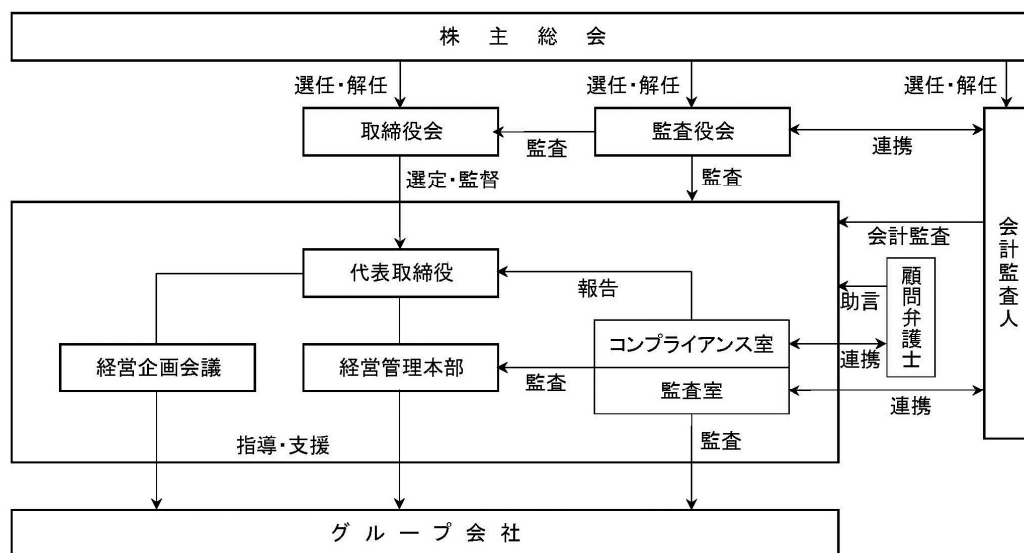 株主総会
選任・解任
選任・解任
選任・解任
取締役会
監査
監査役会
連携
選定・監督
監査
会計監査人
会計監査
代表取締役
報告
助言
顧問弁護士
経営企画会議
経営管理本部
監査
コンプライアンス室
連携
監査室
連携
指導・支援
監査
グループ会社